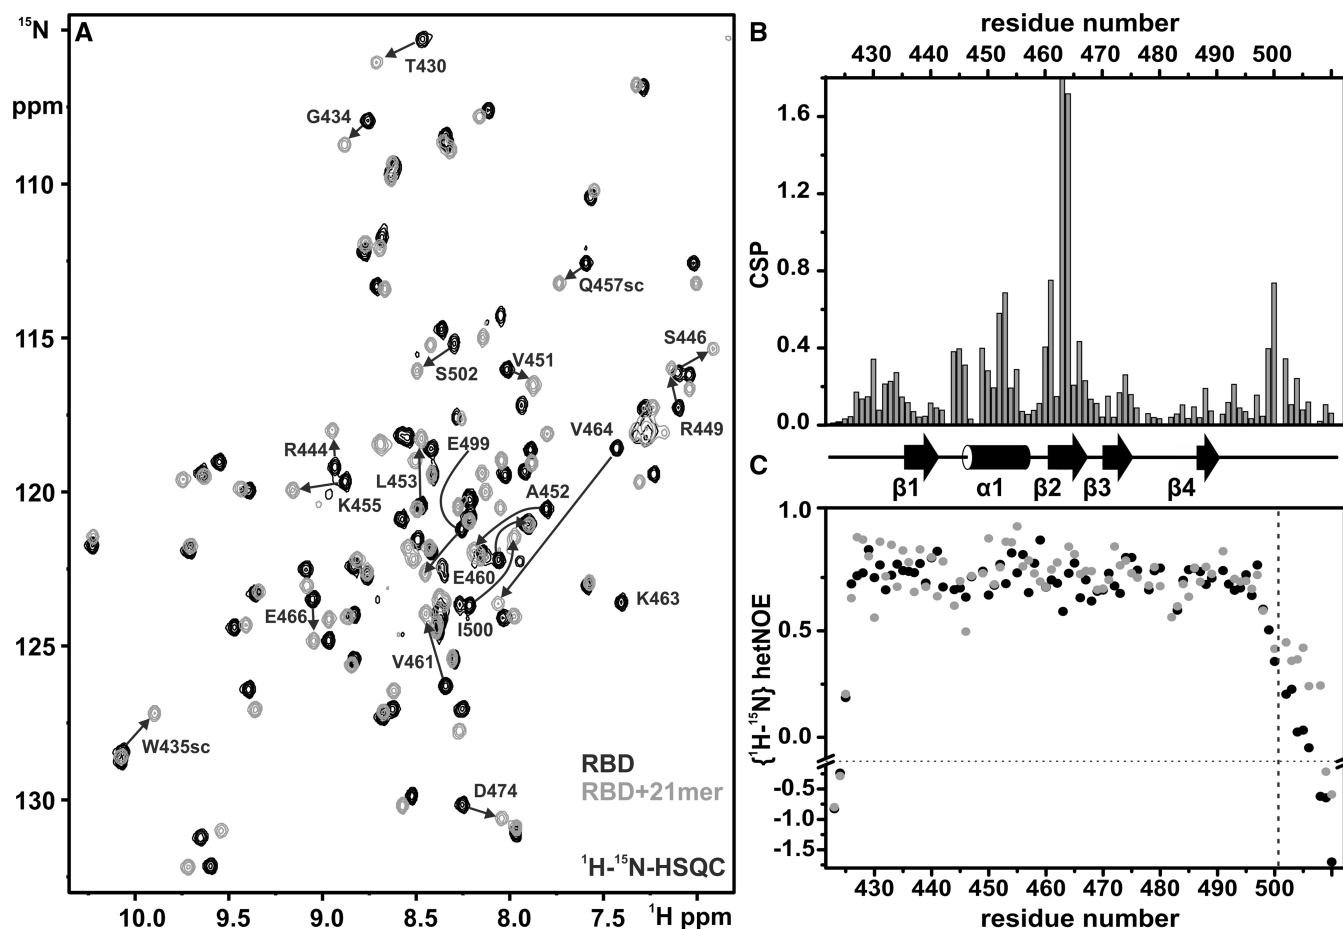 A
¹⁵N
ppm
110
115
120
125
130
10.0 9.5 9.0 8.5 8.0 7.5
¹H ppm
T430
G434
Q457sc
S446
S502
V451
R449
V464
E499
R444
L453
K455
A452
E460
K463
E466
I500
V461
W435sc
D474
RBD
RBD+21mer
¹H-¹⁵N-HSQC
B
residue number
430 440 450 460 470 480 490 500
CSP
1.6
1.2
0.8
0.4
0.0
β1 α1 β2 β3 β4
C
{¹H-¹⁵N} hetNOE
1.0
0.5
0.0
-0.5
-1.0
-1.5
430 440 450 460 470 480 490 500
residue number